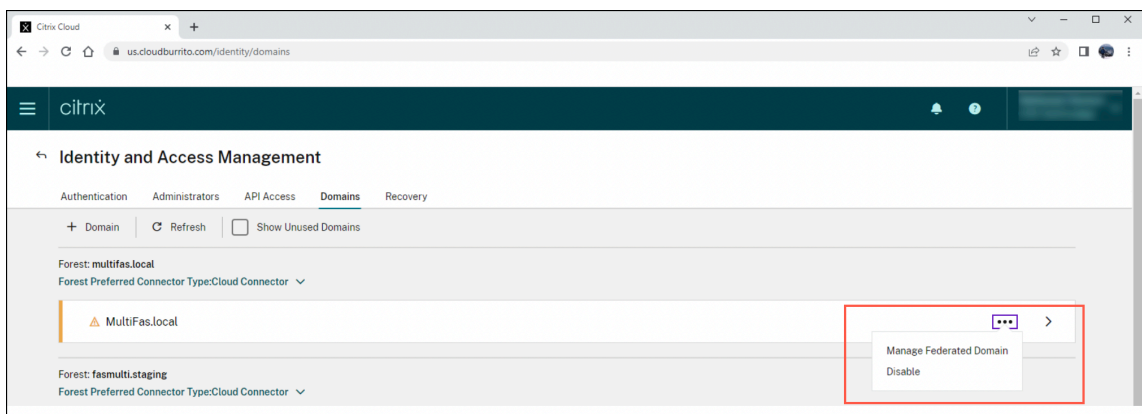 Citrix Cloud
us.cloudburrito.com/identity/domains
citrix
Identity and Access Management
Authentication Administrators API Access Domains Recovery
+ Domain Refresh Show Unused Domains
Forest: multifas.local
Forest Preferred Connector Type:Cloud Connector
MultiFas.local
Manage Federated Domain
Disable
Forest: fasmulti.staging
Forest Preferred Connector Type:Cloud Connector